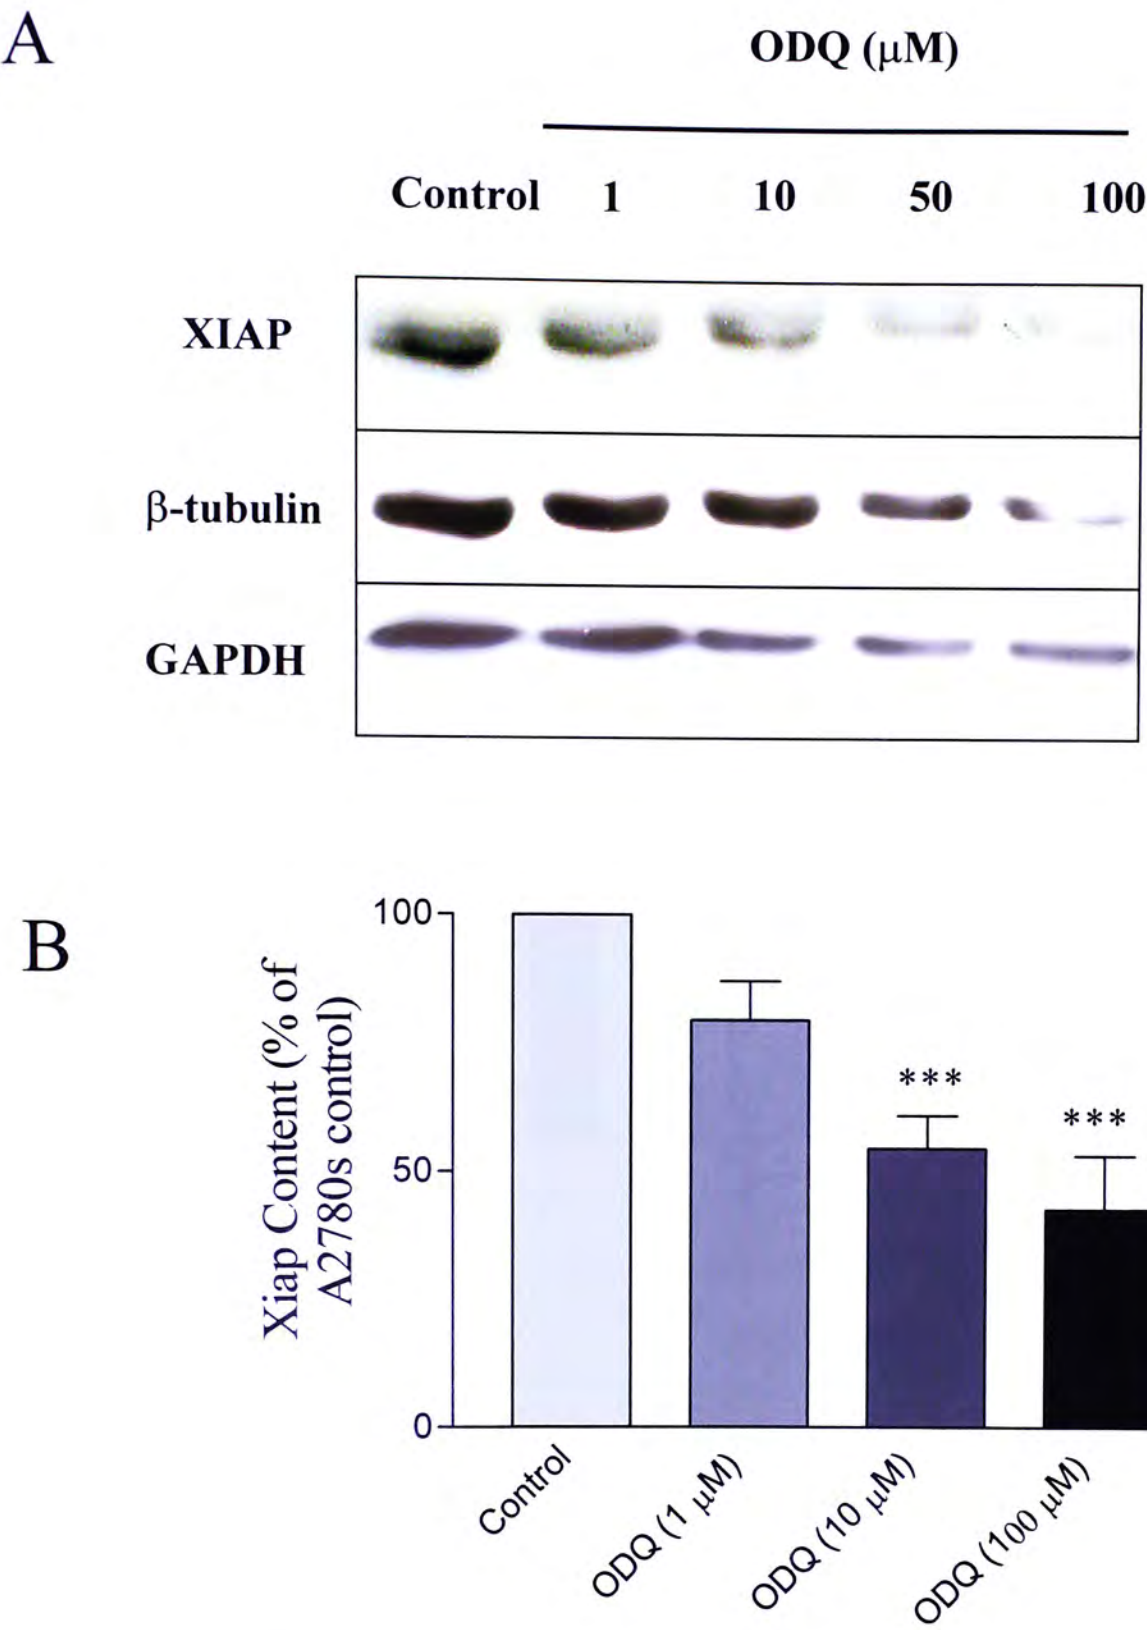 A
ODQ (μM)
Control 1 10 50 100
XIAP
β-tubulin
GAPDH
B
100
50
0
Xiap Content (% of
A2780s control)
***
***
Control
ODQ (1 μM)
ODQ (10 μM)
ODQ (100 μM)